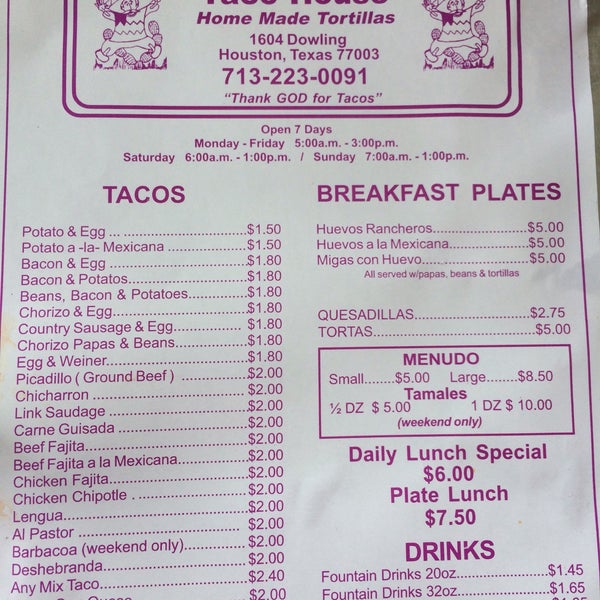 Taco House
Home Made Tortillas
1604 Dowling
Houston, Texas 77003
713-223-0091
"Thank GOD for Tacos"
Open 7 Days
Monday - Friday 5:00a.m. - 3:00p.m.
Saturday 6:00a.m. - 1:00p.m. / Sunday 7:00a.m. - 1:00p.m.
TACOS
Potato & Egg ... ................................$1.50
Potato a -la- Mexicana ...................$1.50
Bacon & Egg .................................$1.80
Bacon & Potatos............................$1.80
Beans, Bacon & Potatoes..............$1.80
Chorizo & Egg................................$1.80
Country Sausage & Egg.................$1.80
Chorizo Papas & Beans.................$1.80
Egg & Weiner.................................$1.80
Picadillo ( Ground Beef ) ................$2.00
Chicharron .....................................$2.00
Link Saudage .................................$2.00
Carne Guisada ..............................$2.00
Beef Fajita......................................$2.00
Beef Fajita a la Mexicana...............$2.00
Chicken Fajita.................................$2.00
Chicken Chipotle . ..........................$2.00
Lengua...........................................$2.00
Al Pastor ........................................$2.00
Barbacoa (weekend only)..............$2.00
Deshebranda..................................$2.00
Any Mix Taco..................................$2.40
$2.00
BREAKFAST PLATES
Huevos Rancheros......................$5.00
Huevos a la Mexicana..................$5.00
Migas con Huevo.........................$5.00
All served w/papas, beans & tortillas
QUESADILLAS.........................$2.75
TORTAS....................................$5.00
MENUDO
Small........$5.00 Large........$8.50
Tamales
½ DZ $ 5.00 1 DZ $ 10.00
(weekend only)
Daily Lunch Special
$6.00
Plate Lunch
$7.50
DRINKS
Fountain Drinks 20oz....................$1.45
Fountain Drinks 32oz....................$1.65